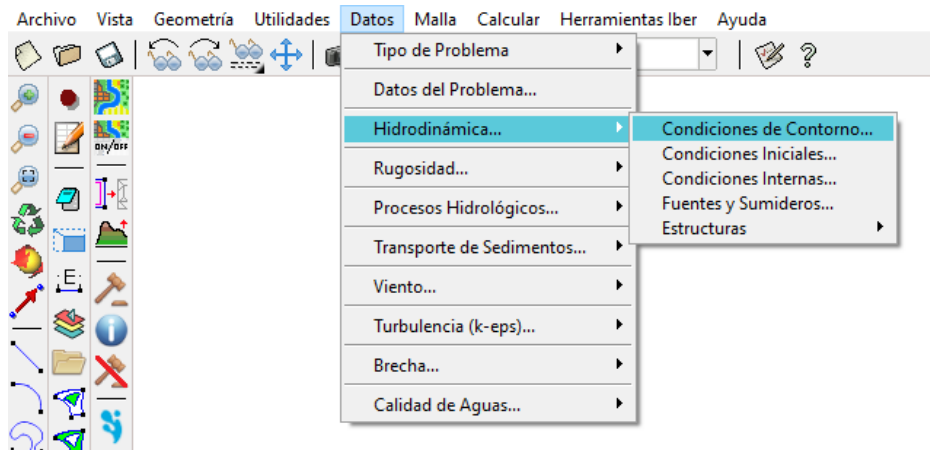 Archivo Vista Geometría Utilidades Datos Malla Calcular Herramientas Iber Ayuda
Tipo de Problema
Datos del Problema...
Hidrodinámica...
Condiciones de Contorno...
Condiciones Iniciales...
Condiciones Internas...
Fuentes y Sumideros...
Estructuras
Rugosidad...
Procesos Hidrológicos...
Transporte de Sedimentos...
Viento...
Turbulencia (k-eps)...
Brecha...
Calidad de Aguas...
ON/OFF
E